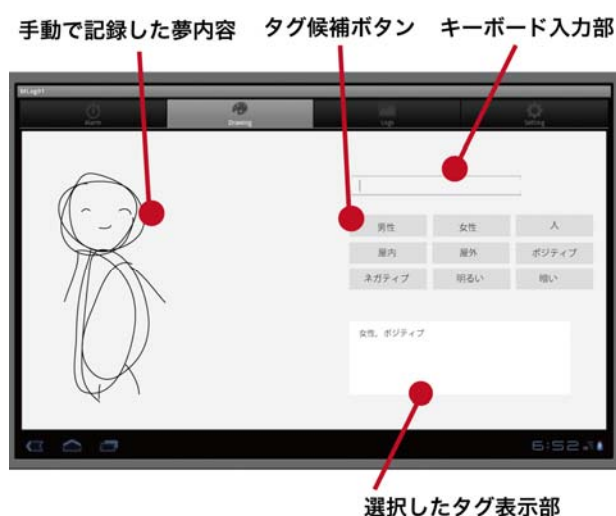 手動で記録した夢内容
タグ候補ボタン
キーボード入力部
Alarm
Drawing
Logs
Setting
男性
女性
人
屋内
屋外
ポジティブ
ネガティブ
明るい
暗い
女性, ポジティブ
6:52
選択したタグ表示部